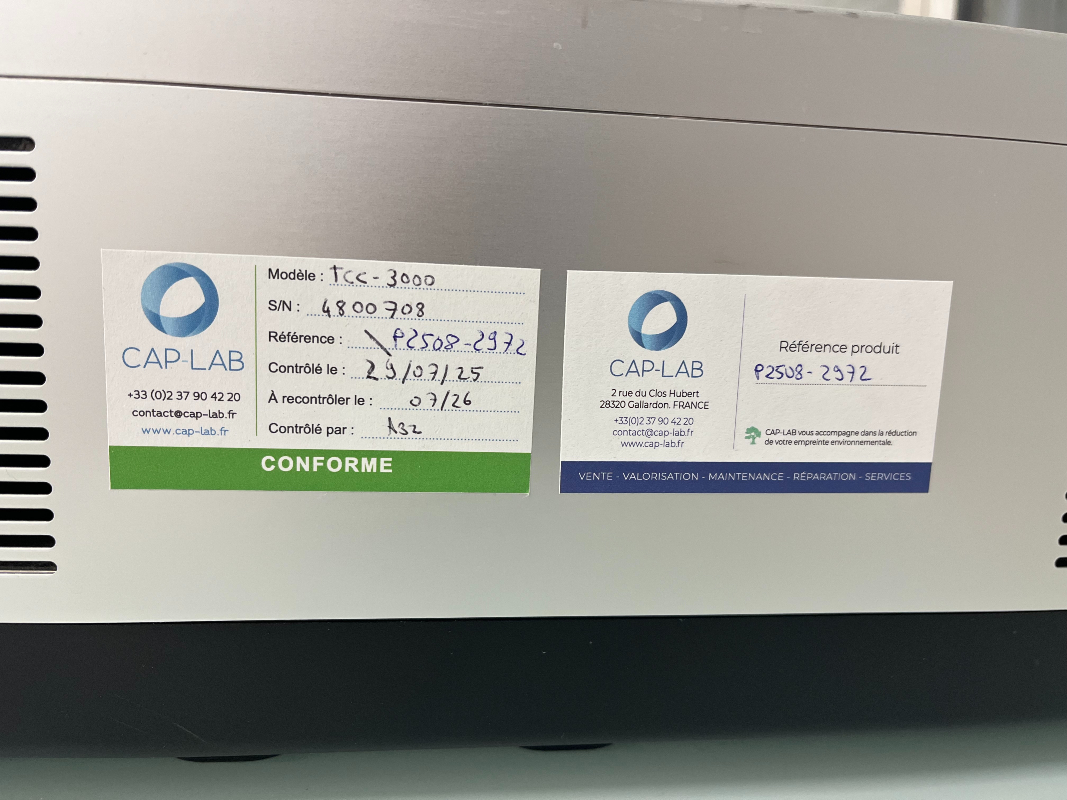 CAP-LAB
+33 (0)2 37 90 42 20
contact@cap-lab.fr
www.cap-lab.fr
Modèle : TCC-3000
S/N : 4800708
Référence : P2508-2972
Contrôlé le : 29/07/25
À recontrôler le : 07/26
Contrôlé par :
CONFORME
CAP-LAB
2 rue du Clos Hubert
28320 Gallardon. FRANCE
+33(0)2 37 90 42 20
contact@cap-lab.fr
www.cap-lab.fr
Référence produit
P2508-2972
CAP-LAB vous accompagne dans la réduction
de votre empreinte environnementale.
VENTE - VALORISATION - MAINTENANCE - RÉPARATION - SERVICES